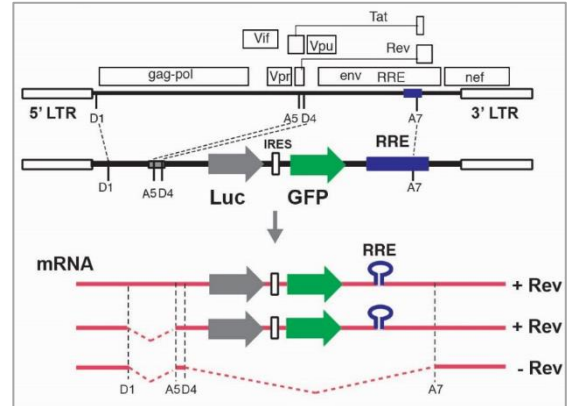 Tat
Vif Vpu
Rev
gag-pol Vpr env RRE nef
5' LTR D1 A5 D4 A7 3' LTR
IRES RRE
D1 A5 D4 Luc GFP A7
mRNA RRE
+ Rev
+ Rev
- Rev
D1 A5 D4 A7